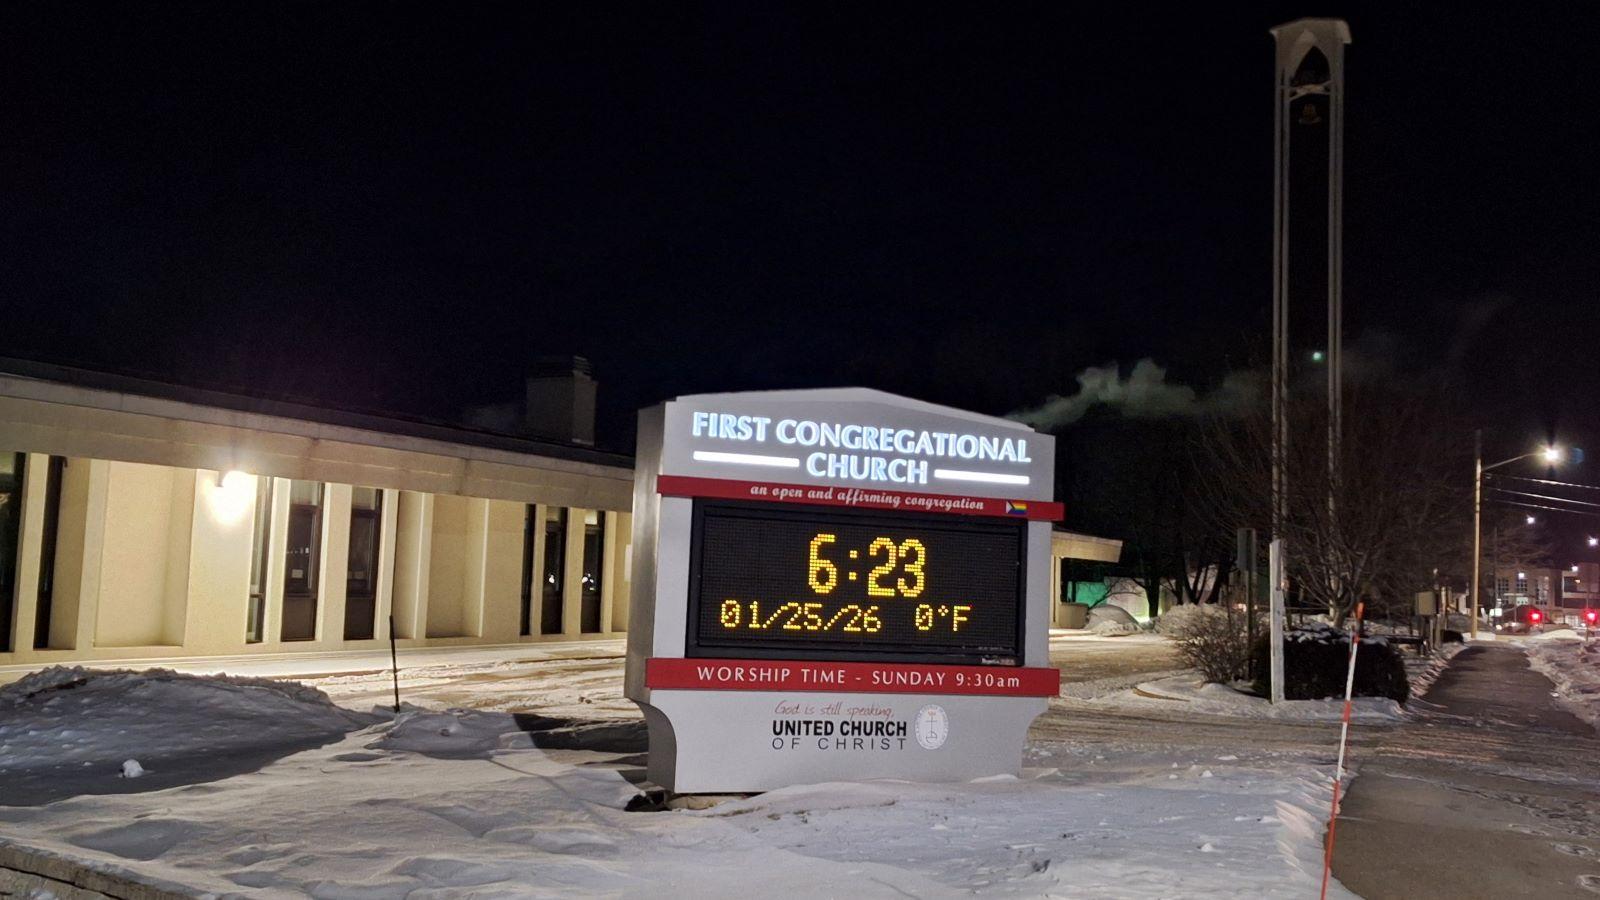 FIRST CONGREGATIONAL
CHURCH
an open and affirming congregation
6:23
01/25/26 0°F
WORSHIP TIME - SUNDAY 9:30am
God is still speaking,
UNITED CHURCH
OF CHRIST